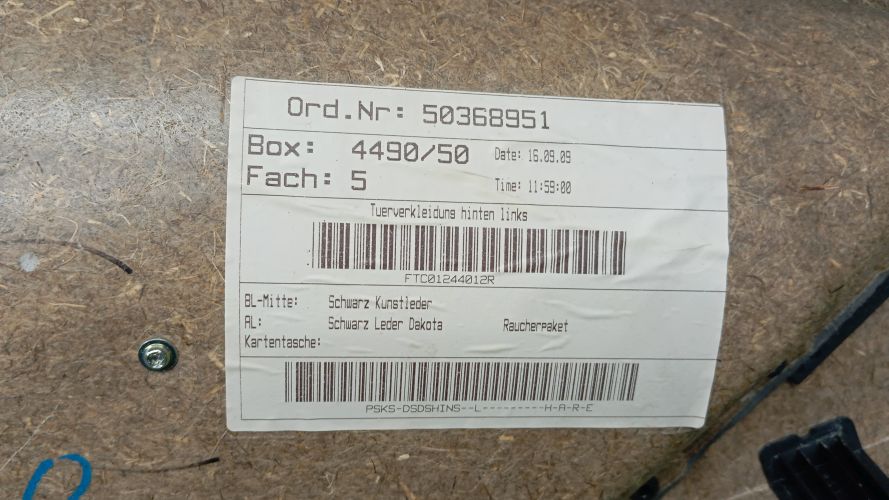 Ord.Nr: 50368951
Box: 4490/50 Date: 16.09.09
Fach: 5 Time: 11:59:00
Tuerverkleidung hinten links
FTC01244012R
BL-Mitte: Schwarz Kunstleder
AL: Schwarz Leder Dakota Raucherpaket
Kartentasche:
PSKS-DSDSHINS--L---------H-A-R-E